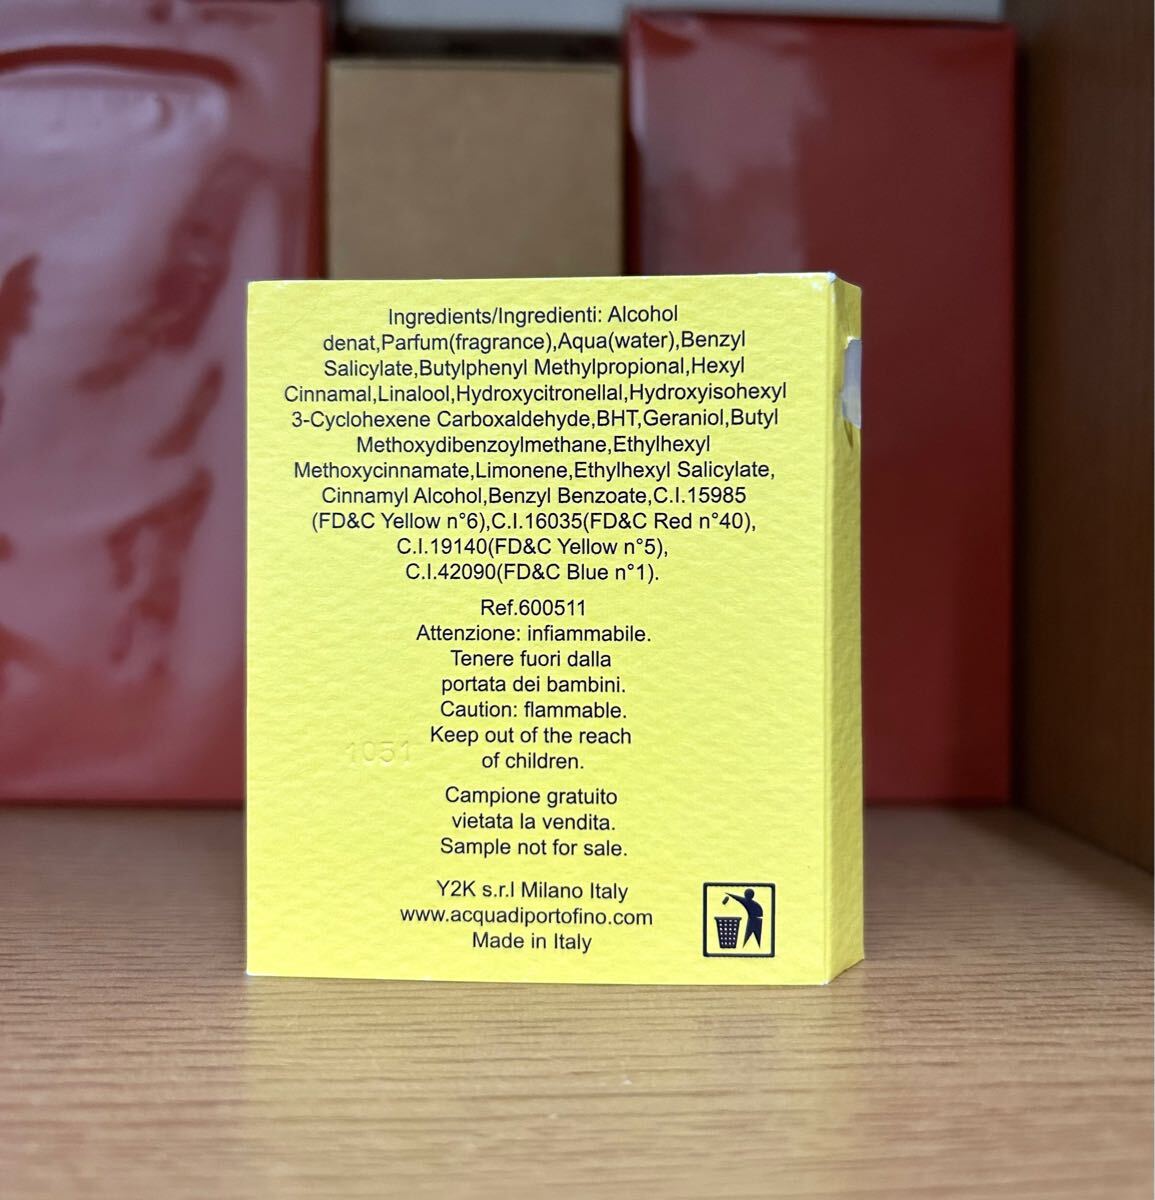 Ingredients/Ingredienti: Alcohol
denat,Parfum(fragrance),Aqua(water),Benzyl
Salicylate,Butylphenyl Methylpropional,Hexyl
Cinnamal,Linalool,Hydroxycitronellal,Hydroxyisohexyl
3-Cyclohexene Carboxaldehyde,BHT,Geraniol,Butyl
Methoxydibenzoylmethane,Ethylhexyl
Methoxycinnamate,Limonene,Ethylhexyl Salicylate,
Cinnamyl Alcohol,Benzyl Benzoate,C.I.15985
(FD&C Yellow n°6),C.I.16035(FD&C Red n°40),
C.I.19140(FD&C Yellow n°5),
C.I.42090(FD&C Blue n°1).
Ref.600511
Attenzione: infiammabile.
Tenere fuori dalla
portata dei bambini.
Caution: flammable.
Keep out of the reach
of children.
1051
Campione gratuito
vietata la vendita.
Sample not for sale.
Y2K s.r.l Milano Italy
www.acquadiportofino.com
Made in Italy